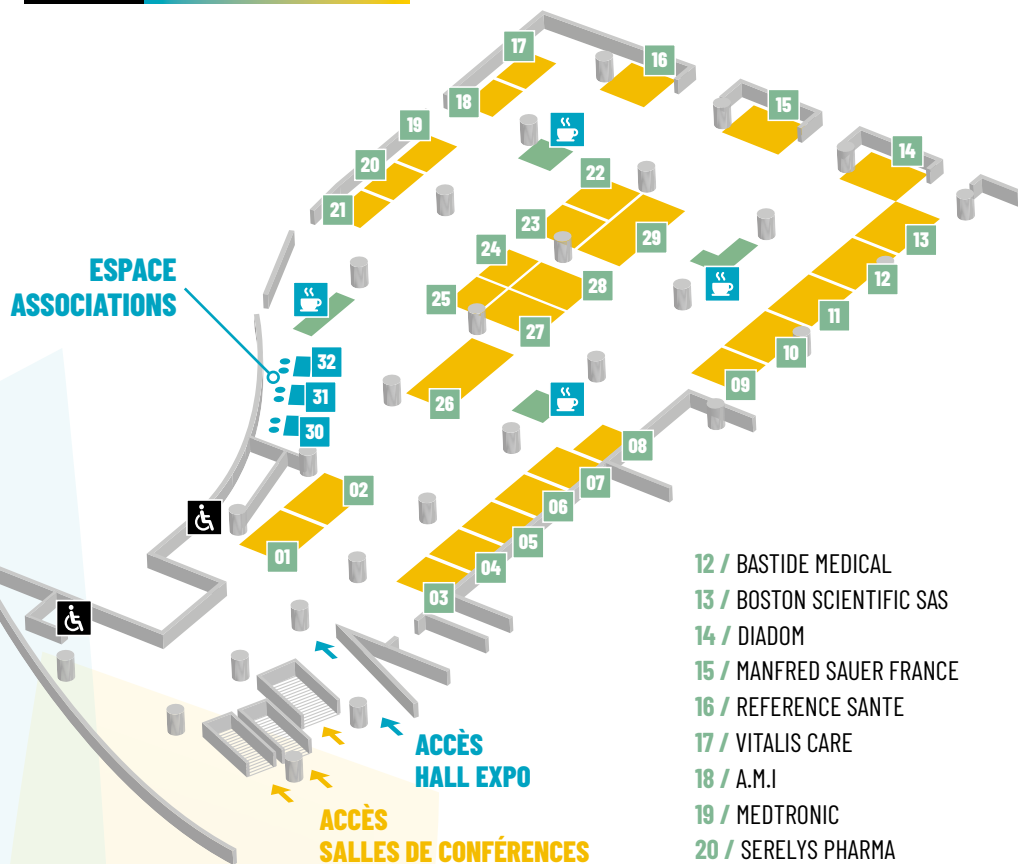 17
16
18
15
19
14
20
22
21
23
29
13
24
ESPACE
ASSOCIATIONS
28
12
25
11
27
10
32
09
31
26
30
08
02
07
06
01
05
04
03
12 / BASTIDE MEDICAL
13 / BOSTON SCIENTIFIC SAS
14 / DIADOM
15 / MANFRED SAUER FRANCE
16 / REFERENCE SANTE
17 / VITALIS CARE
18 / A.M.I
19 / MEDTRONIC
20 / SERELYS PHARMA
ACCÈS
HALL EXPO
ACCÈS
SALLES DE CONFÉRENCES